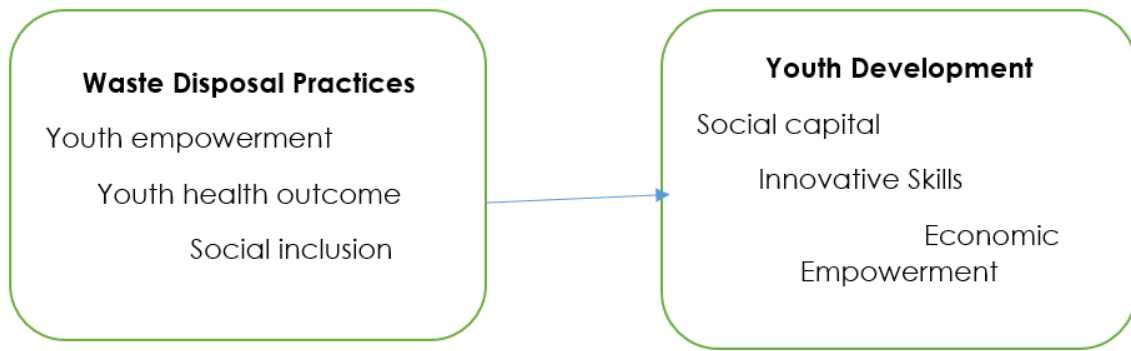 Waste Disposal Practices
Youth empowerment
Youth health outcome
Social inclusion
Youth Development
Social capital
Innovative Skills
Economic
Empowerment